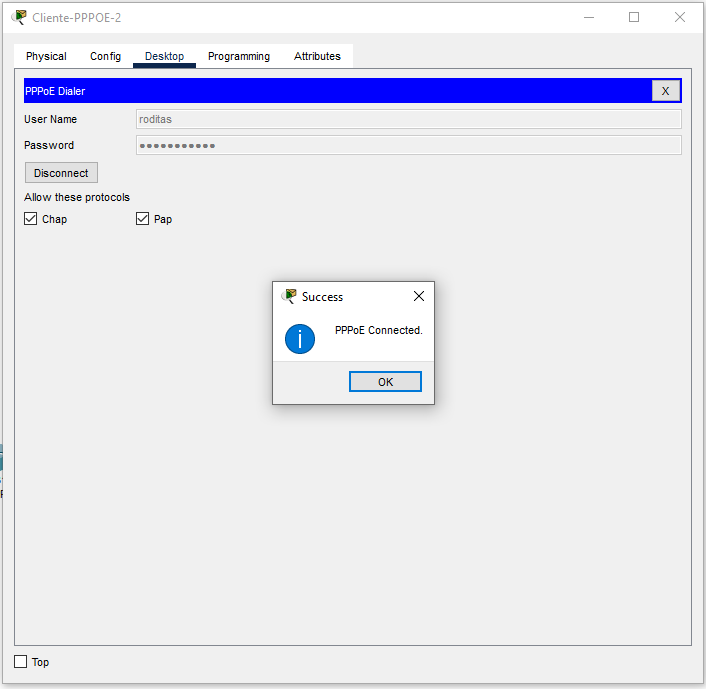 Cliente-PPPOE-2
Physical Config Desktop Programming Attributes
PPPoE Dialer X
User Name roditas
Password ●●●●●●●●●●●
Disconnect
Allow these protocols
Chap Pap
Success
PPPoE Connected.
OK
Top